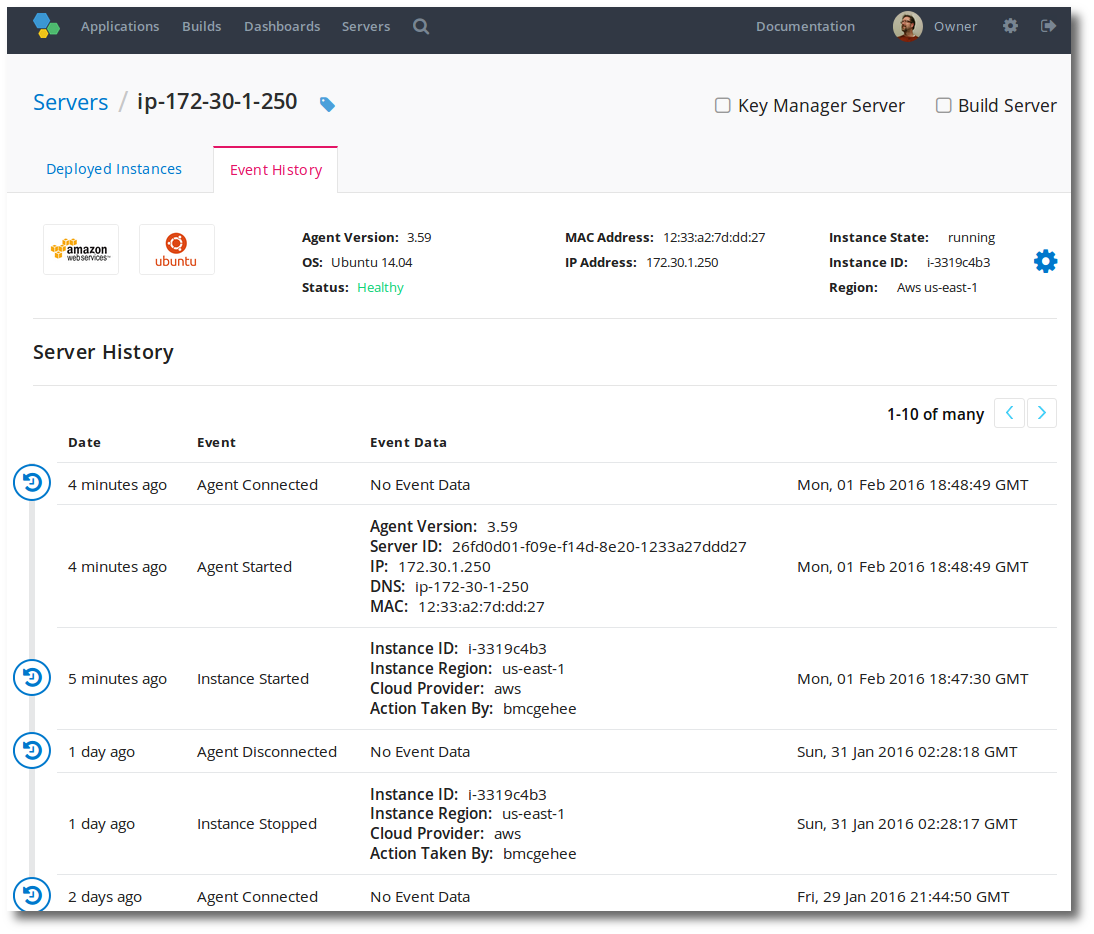 Applications Builds Dashboards Servers Documentation Owner
Servers / ip-172-30-1-250
Key Manager Server Build Server
Deployed Instances Event History
amazon
webservices™
ubuntu
Agent Version: 3.59 MAC Address: 12:33:a2:7d:dd:27 Instance State: running
OS: Ubuntu 14.04 IP Address: 172.30.1.250 Instance ID: i-3319c4b3
Status: Healthy Region: Aws us-east-1
Server History
1-10 of many
Date Event Event Data
4 minutes ago Agent Connected No Event Data Mon, 01 Feb 2016 18:48:49 GMT
Agent Version: 3.59
Server ID: 26fd0d01-f09e-f14d-8e20-1233a27ddd27
4 minutes ago Agent Started IP: 172.30.1.250 Mon, 01 Feb 2016 18:48:49 GMT
DNS: ip-172-30-1-250
MAC: 12:33:a2:7d:dd:27
Instance ID: i-3319c4b3
Instance Region: us-east-1
5 minutes ago Instance Started Mon, 01 Feb 2016 18:47:30 GMT
Cloud Provider: aws
Action Taken By: bmcgehee
1 day ago Agent Disconnected No Event Data Sun, 31 Jan 2016 02:28:18 GMT
Instance ID: i-3319c4b3
Instance Region: us-east-1
1 day ago Instance Stopped Sun, 31 Jan 2016 02:28:17 GMT
Cloud Provider: aws
Action Taken By: bmcgehee
2 days ago Agent Connected No Event Data Fri, 29 Jan 2016 21:44:50 GMT